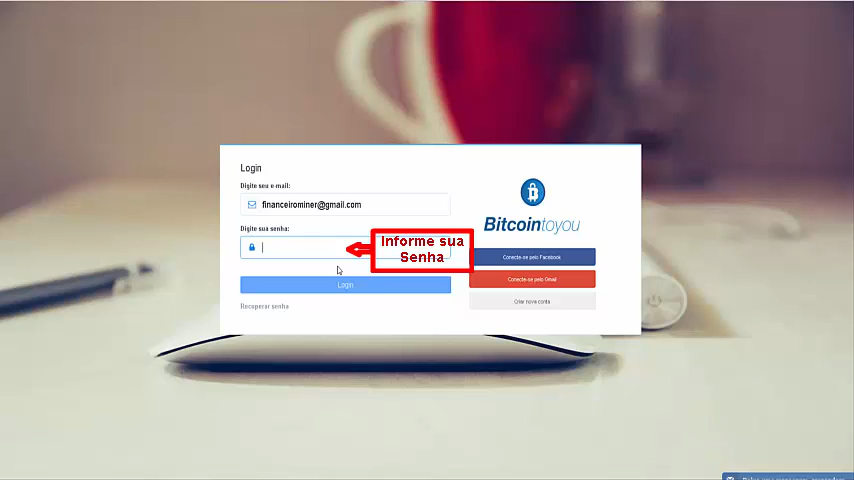 Login
Digite seu e-mail:
financeirominer@gmail.com
Digite sua senha:
Informe sua
Senha
Login
Recuperar senha
Bitcointoyou
Conecte-se pelo Facebook
Conecte-se pelo Gmail
Criar nova conta